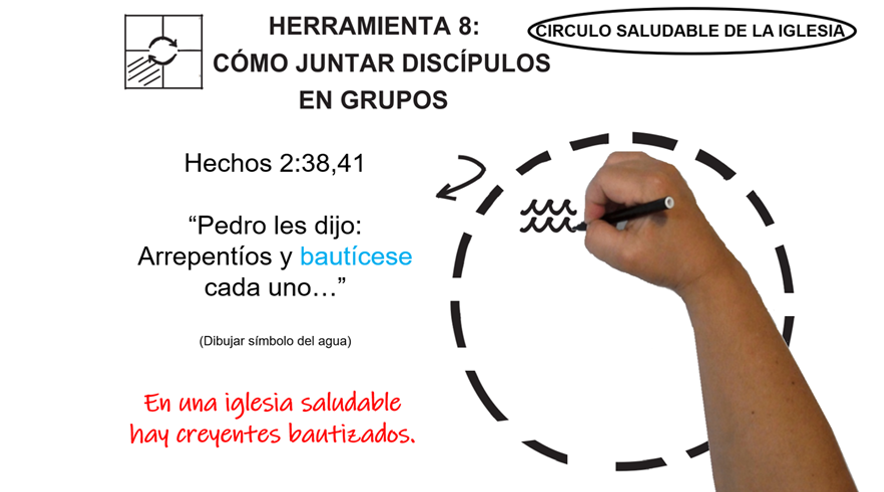 HERRAMIENTA 8:
CÓMO JUNTAR DISCÍPULOS
EN GRUPOS
CIRCULO SALUDABLE DE LA IGLESIA
Hechos 2:38,41
“Pedro les dijo:
Arrepentíos y bautícese
cada uno…”
(Dibujar símbolo del agua)
En una iglesia saludable
hay creyentes bautizados.